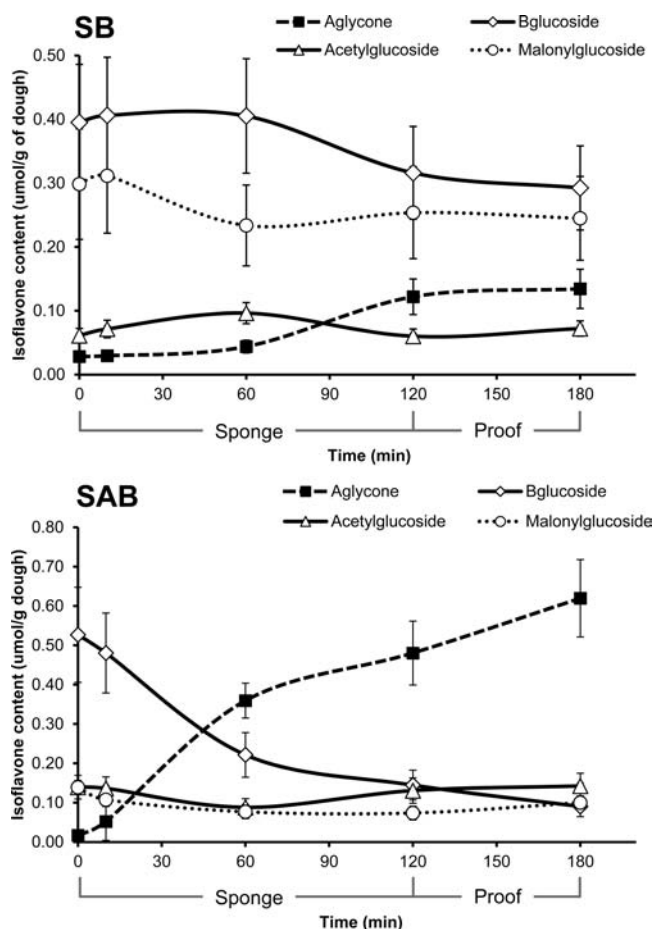 SB
Aglycone
Bglucoside
Acetylglucoside
Malonylglucoside
Isoflavone content (umol/g of dough)
0.50
0.40
0.30
0.20
0.10
0.00
0 30 60 90 120 150 180
Sponge Proof
Time (min)
SAB
Aglycone
Bglucoside
Acetylglucoside
Malonylglucoside
Isoflavone content (umol/g dough)
0.80
0.70
0.60
0.50
0.40
0.30
0.20
0.10
0.00
0 30 60 90 120 150 180
Sponge Proof
Time (min)